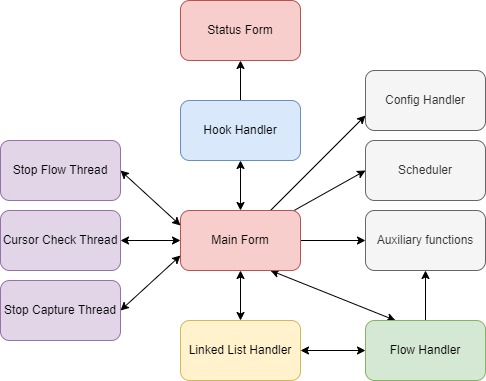 Status Form
Config Handler
Hook Handler
Stop Flow Thread
Scheduler
Cursor Check Thread
Main Form
Auxiliary functions
Stop Capture Thread
Linked List Handler
Flow Handler